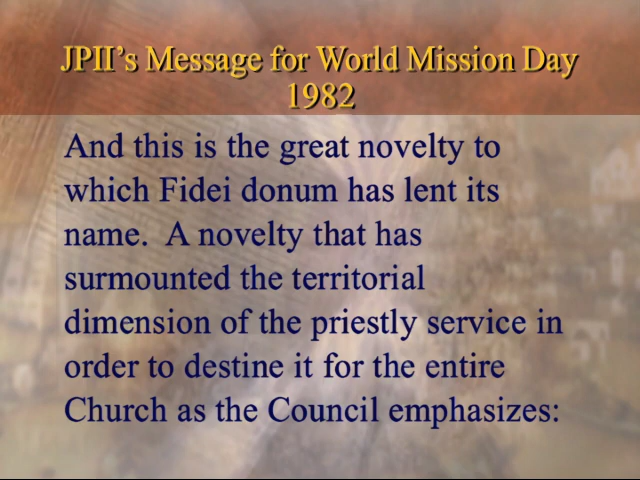 JPII's Message for World Mission Day
1982
And this is the great novelty to
which Fidei donum has lent its
name.  A novelty that has
surmounted the territorial
dimension of the priestly service in
order to destine it for the entire
Church as the Council emphasizes: